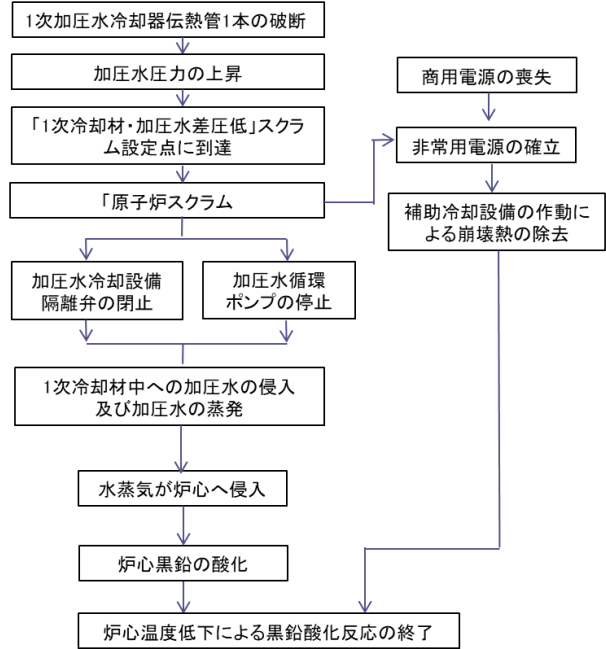 1次加圧水冷却器伝熱管1本の破断
加圧水圧力の上昇
「1次冷却材・加圧水差圧低」スクラ
ム設定点に到達
「原子炉スクラム
加圧水冷却設備
隔離弁の閉止
加圧水循環
ポンプの停止
1次冷却材中への加圧水の侵入
及び加圧水の蒸発
水蒸気が炉心へ侵入
炉心黒鉛の酸化
商用電源の喪失
非常用電源の確立
補助冷却設備の作動に
よる崩壊熱の除去
炉心温度低下による黒鉛酸化反応の終了